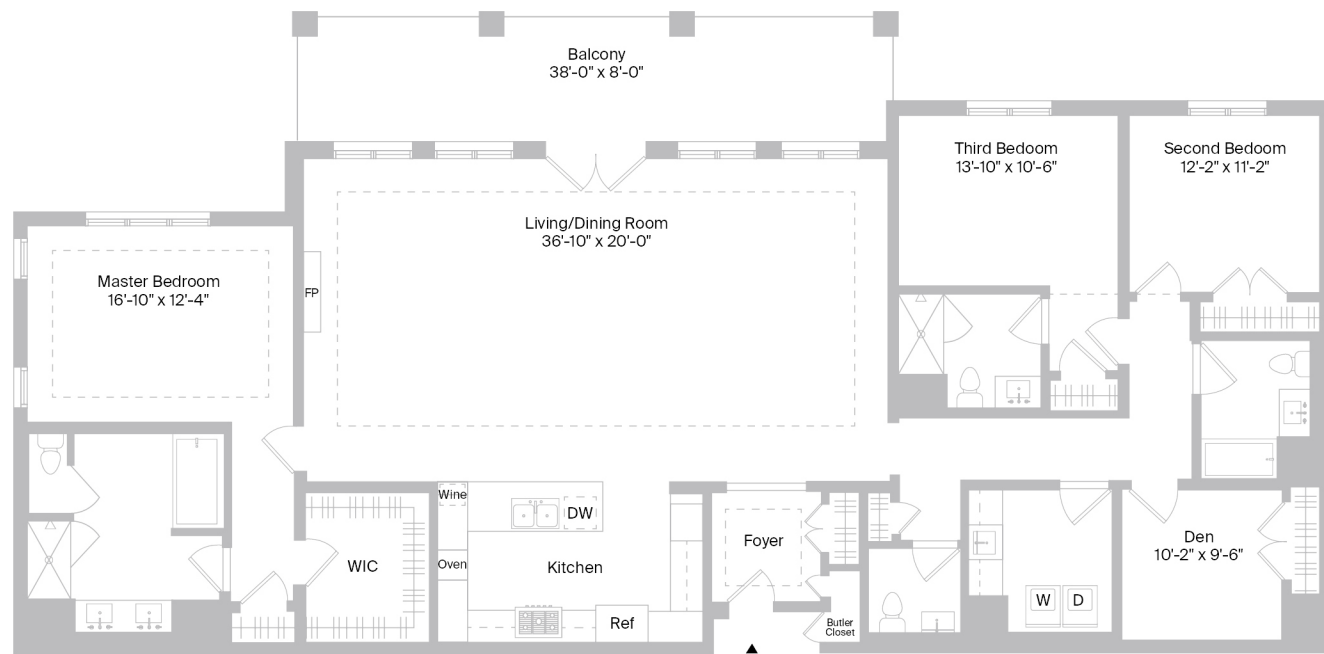 Balcony
38'-0" x 8'-0"
Third Bedoom
13'-10" x 10'-6"
Second Bedoom
12'-2" x 11'-2"
Living/Dining Room
36'-10" x 20'-0"
Master Bedroom
16'-10" x 12'-4"
FP
Wine
DW
Oven
Kitchen
Ref
WIC
Foyer
Butler
Closet
W
D
Den
10'-2" x 9'-6"